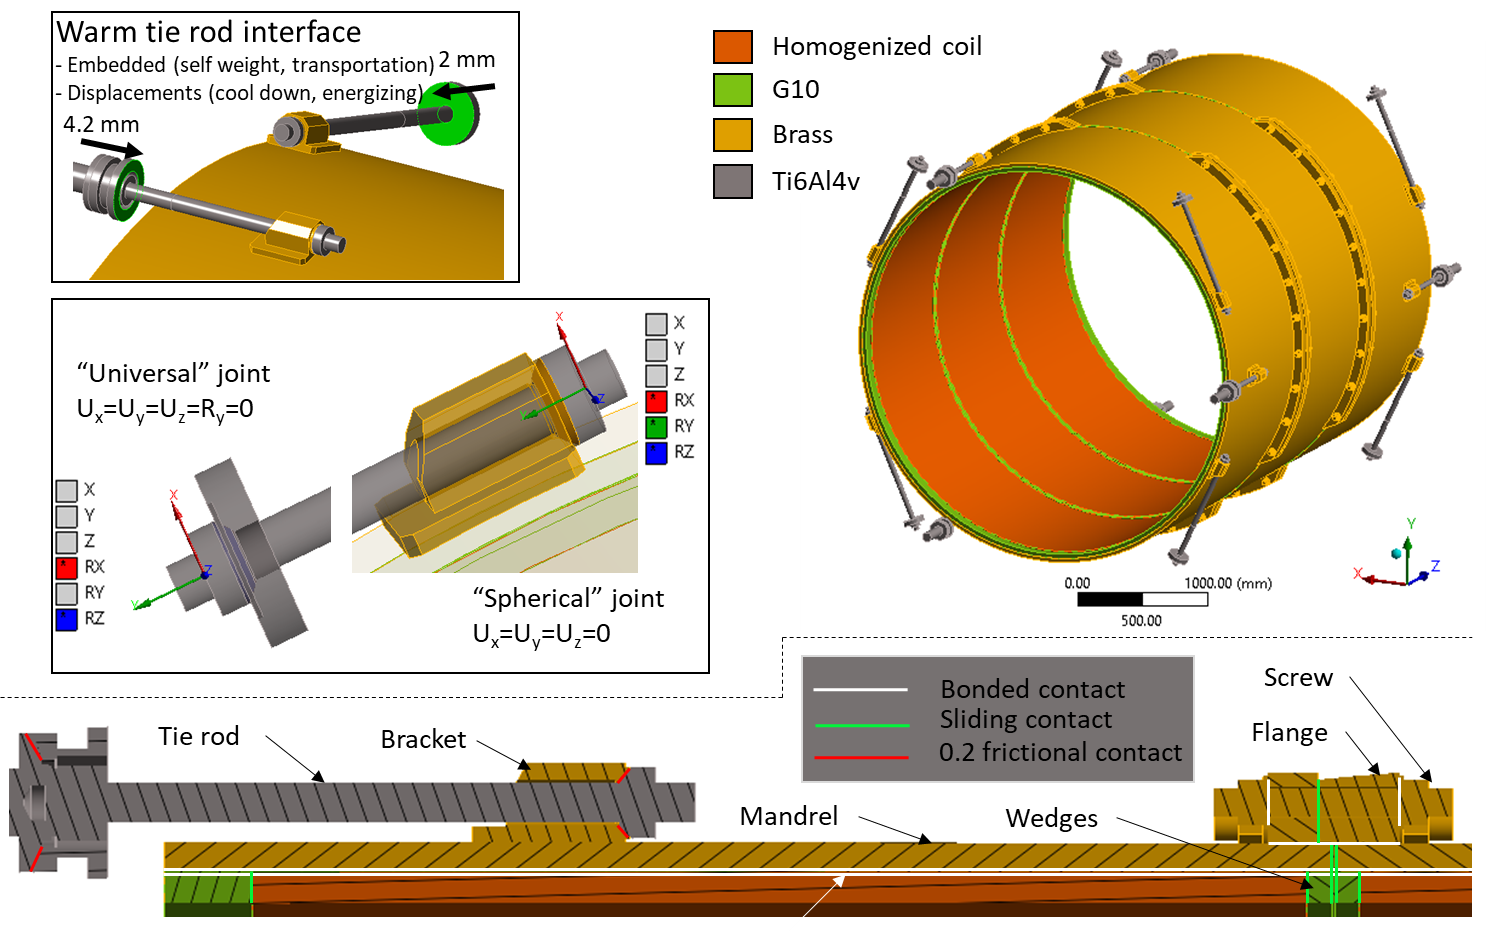 Warm tie rod interface
- Embedded (self weight, transportation)
- Displacements (cool down, energizing)
2 mm
4.2 mm
Homogenized coil
G10
Brass
Ti6Al4v
“Universal” joint
Ux=Uy=Uz=Ry=0
X
Y
Z
RX
RY
RZ
X
Y
Z
X
Y
Z
RX
RY
RZ
X
Y
Z
“Spherical” joint
Ux=Uy=Uz=0
Y
X
Z
0.00
1000.00 (mm)
500.00
Bonded contact
Sliding contact
0.2 frictional contact
Screw
Flange
Tie rod
Bracket
Mandrel
Wedges